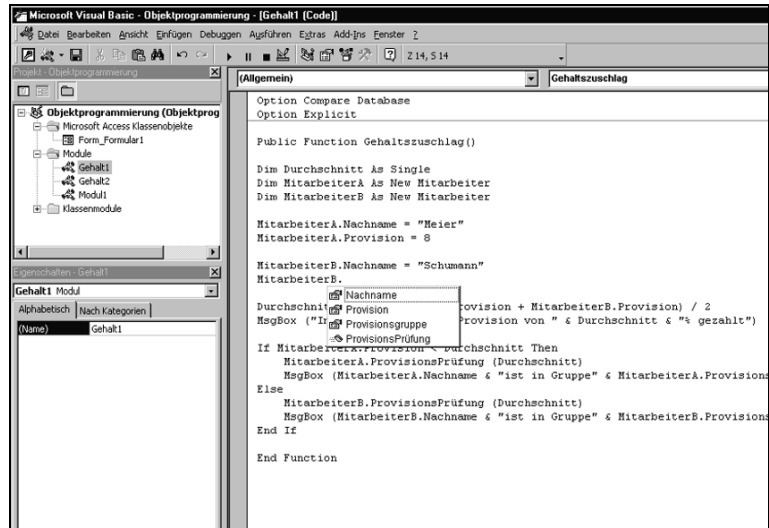 Microsoft Visual Basic - Objektprogrammierung - [Gehalt1 (Code)]
Datei Bearbeiten Ansicht Einfügen Debuggen Ausführen Extras Add-Ins Fenster ?
Z 14, S 14
Projekt - Objektprogrammierung
(Allgemein)
Gehaltszuschlag
Objektprogrammierung (Objektprog
Microsoft Access Klassenobjekte
Form_Formular1
Module
Gehalt1
Gehalt2
Modul1
Klassenmodule
Eigenschaften - Gehalt1
Gehalt1 Modul
Alphabetisch Nach Kategorien
(Name) Gehalt1
Option Compare Database
Option Explicit
Public Function Gehaltszuschlag()
Dim Durchschnitt As Single
Dim MitarbeiterA As New Mitarbeiter
Dim MitarbeiterB As New Mitarbeiter
MitarbeiterA.Nachname = "Meier"
MitarbeiterA.Provision = 8
MitarbeiterB.Nachname = "Schumann"
MitarbeiterB.
Nachname
Provision
Provisionsgruppe
ProvisionsPrüfung
Durchschnit rovision + MitarbeiterB.Provision) / 2
MsgBox ("In Provision von " & Durchschnitt & "% gezahlt")
If MitarbeiterA.Provision < Durchschnitt Then
MitarbeiterA.ProvisionsPrüfung (Durchschnitt)
MsgBox (MitarbeiterA.Nachname & "ist in Gruppe" & MitarbeiterA.Provisions
Else
MitarbeiterB.ProvisionsPrüfung (Durchschnitt)
MsgBox (MitarbeiterB.Nachname & "ist in Gruppe" & MitarbeiterB.Provisions
End If
End Function